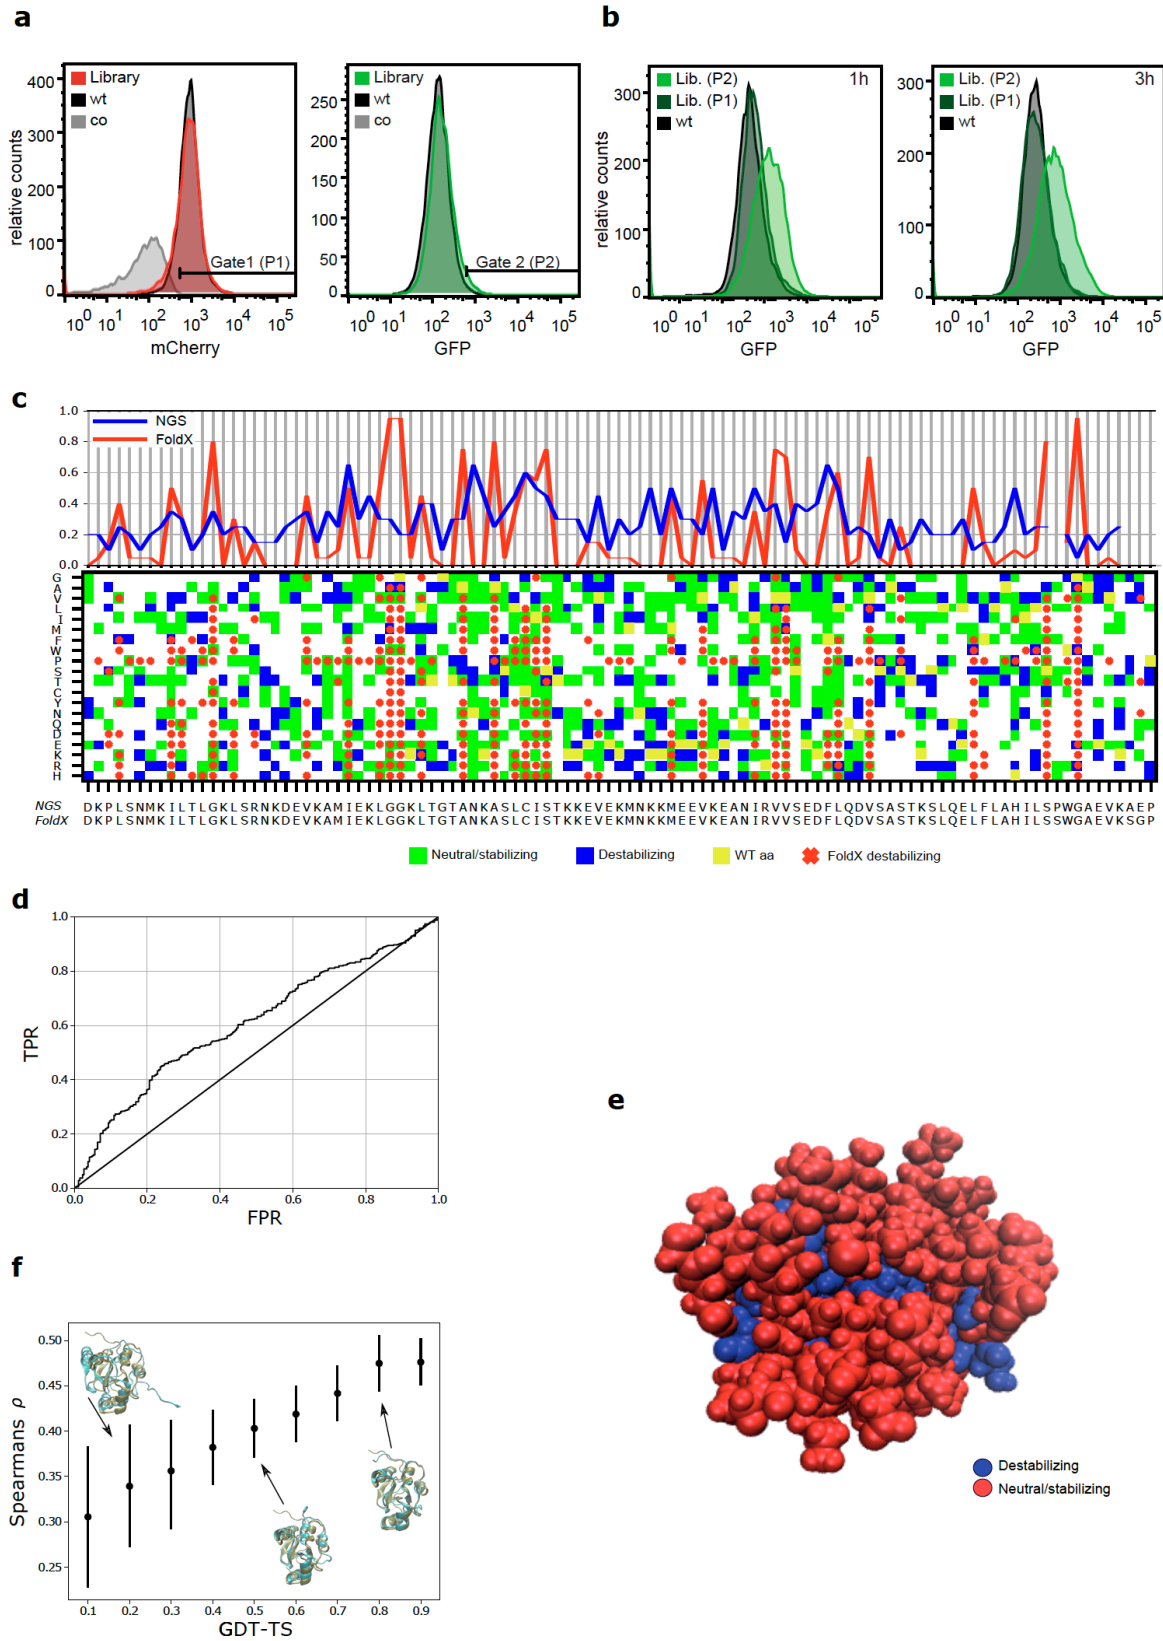 a
Library
wt
co
relative counts
400
300
200
100
0
Gate1 (P1)
10^0 10^1 10^2 10^3 10^4 10^5
mCherry
Library
wt
co
250
200
150
100
50
0
Gate 2 (P2)
10^0 10^1 10^2 10^3 10^4 10^5
GFP
b
Lib. (P2)
Lib. (P1)
wt
1h
relative counts
300
200
100
0
10^0 10^1 10^2 10^3 10^4 10^5
GFP
Lib. (P2)
Lib. (P1)
wt
3h
300
200
100
0
10^0 10^1 10^2 10^3 10^4 10^5
GFP
c
1.0
0.8
0.6
0.4
0.2
0.0
NGS
FoldX
G
A
V
L
I
M
F
W
P
S
T
C
Y
N
Q
D
E
K
R
H
NGS DKPLSNMKILTLGKLSRNKDEVKAMIEKLGGKLTGTANKASLCISTKKEVEKMNKKMEEVKEANIRVVSEDFLQDVSASTKSLQELFLAHILSPWGAEVKAEP
FoldX DKPLSNMKILTLGKLSRNKDEVKAMIEKLGGKLTGTANKASLCISTKKEVEKMNKKMEEVKEANIRVVSEDFLQDVSASTKSLQELFLAHILSSWGAEVKSGP
Neutral/stabilizing
Destabilizing
WT aa
FoldX destabilizing
d
1.0
0.8
0.6
0.4
0.2
0.0
TPR
0.0 0.2 0.4 0.6 0.8 1.0
FPR
e
Destabilizing
Neutral/stabilizing
f
0.50
0.45
0.40
0.35
0.30
0.25
Spearmans ρ
0.1 0.2 0.3 0.4 0.5 0.6 0.7 0.8 0.9
GDT-TS